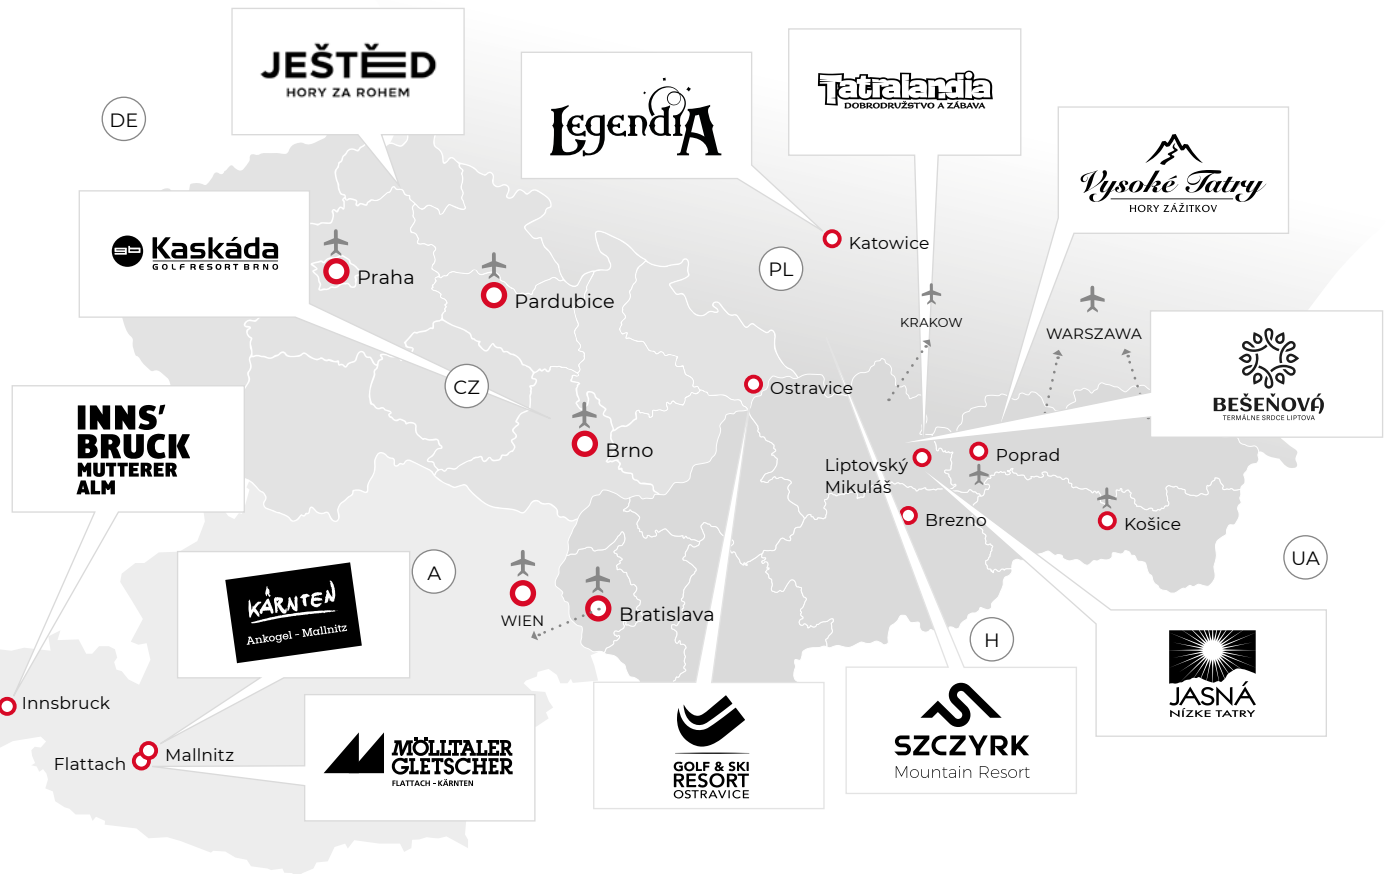 JEŠTĚD
HORY ZA ROHEM
LegendiA
Tatralandia
DOBRODRUŽSTVO A ZÁBAVA
DE
Vysoké Tatry
HORY ZÁŽITKOV
Kaskáda
GOLF RESORT BRNO
Praha
Pardubice
Katowice
PL
KRAKOW
WARSZAWA
BEŠEŇOVÁ
TERMÁLNE SRDCE LIPTOVA
CZ
Ostravice
INNS'
BRUCK
MUTTERER
ALM
Brno
Liptovský
Mikuláš
Poprad
Brezno
Košice
UA
A
KÄRNTEN
Ankogel - Mallnitz
WIEN
Bratislava
H
JASNÁ
NÍZKE TATRY
Innsbruck
Flattach
Mallnitz
MÖLLTALER
GLETSCHER
FLATTACH – KÄRNTEN
GOLF & SKI
RESORT
OSTRAVICE
SZCZYRK
Mountain Resort